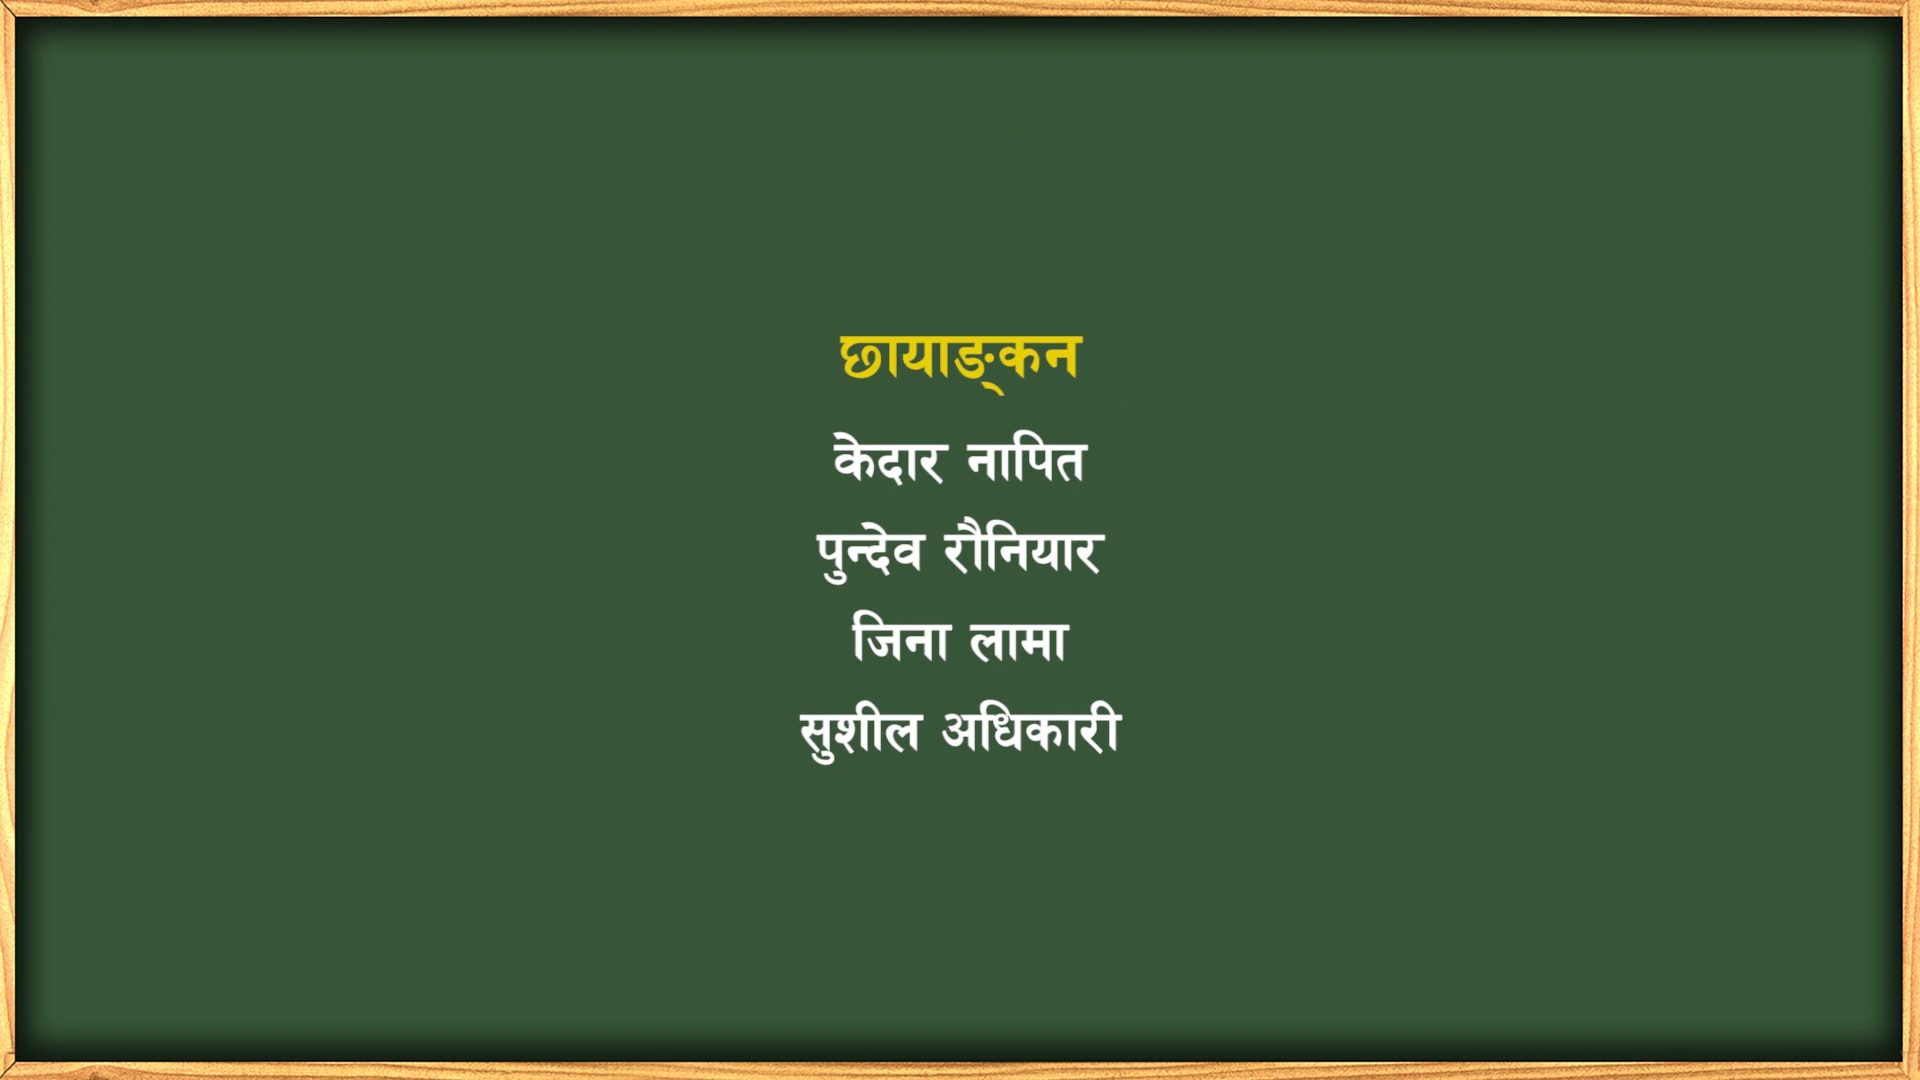 छायाङ्कन
केदार नापित
पुन्देव रौनियार
जिना लामा
सुशील अधिकारी